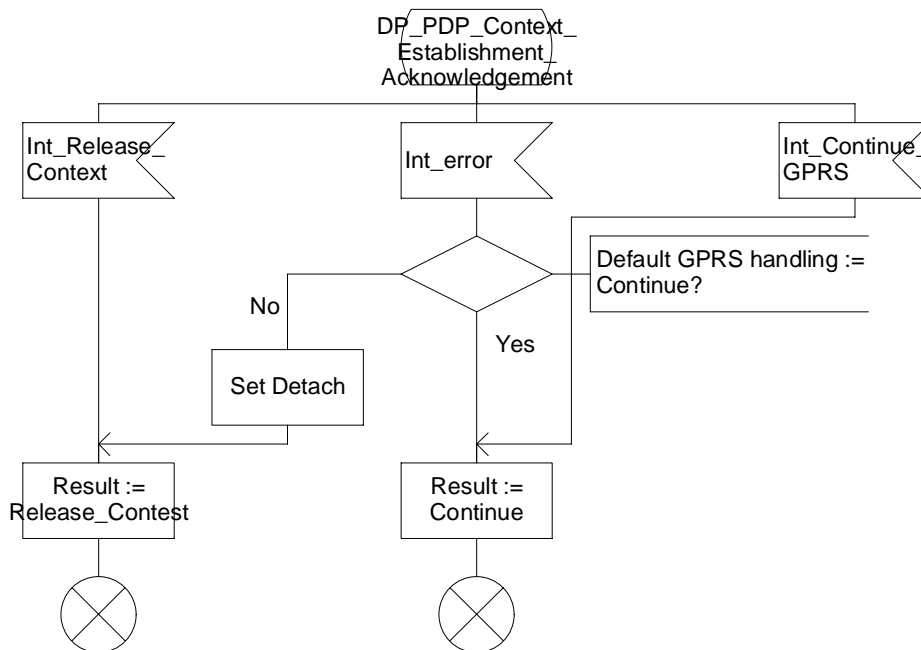 DP_PDP_Context_
Establishment_
Acknowledgement
Int_Release_
Context
Int_error
Int_Continue_
GPRS
Default GPRS handling :=
Continue?
No
Yes
Set Detach
Result :=
Release_Contest
Result :=
Continue